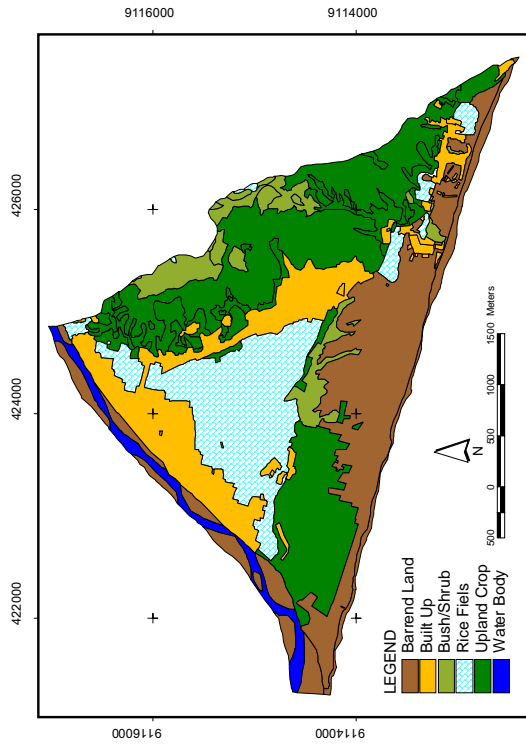 9116000
9114000
426000
424000
422000
9116000
9114000
500 0 500 1000 1500 Meters
N
LEGEND
Barrend Land
Built Up
Bush/Shrub
Rice Fiels
Upland Crop
Water Body